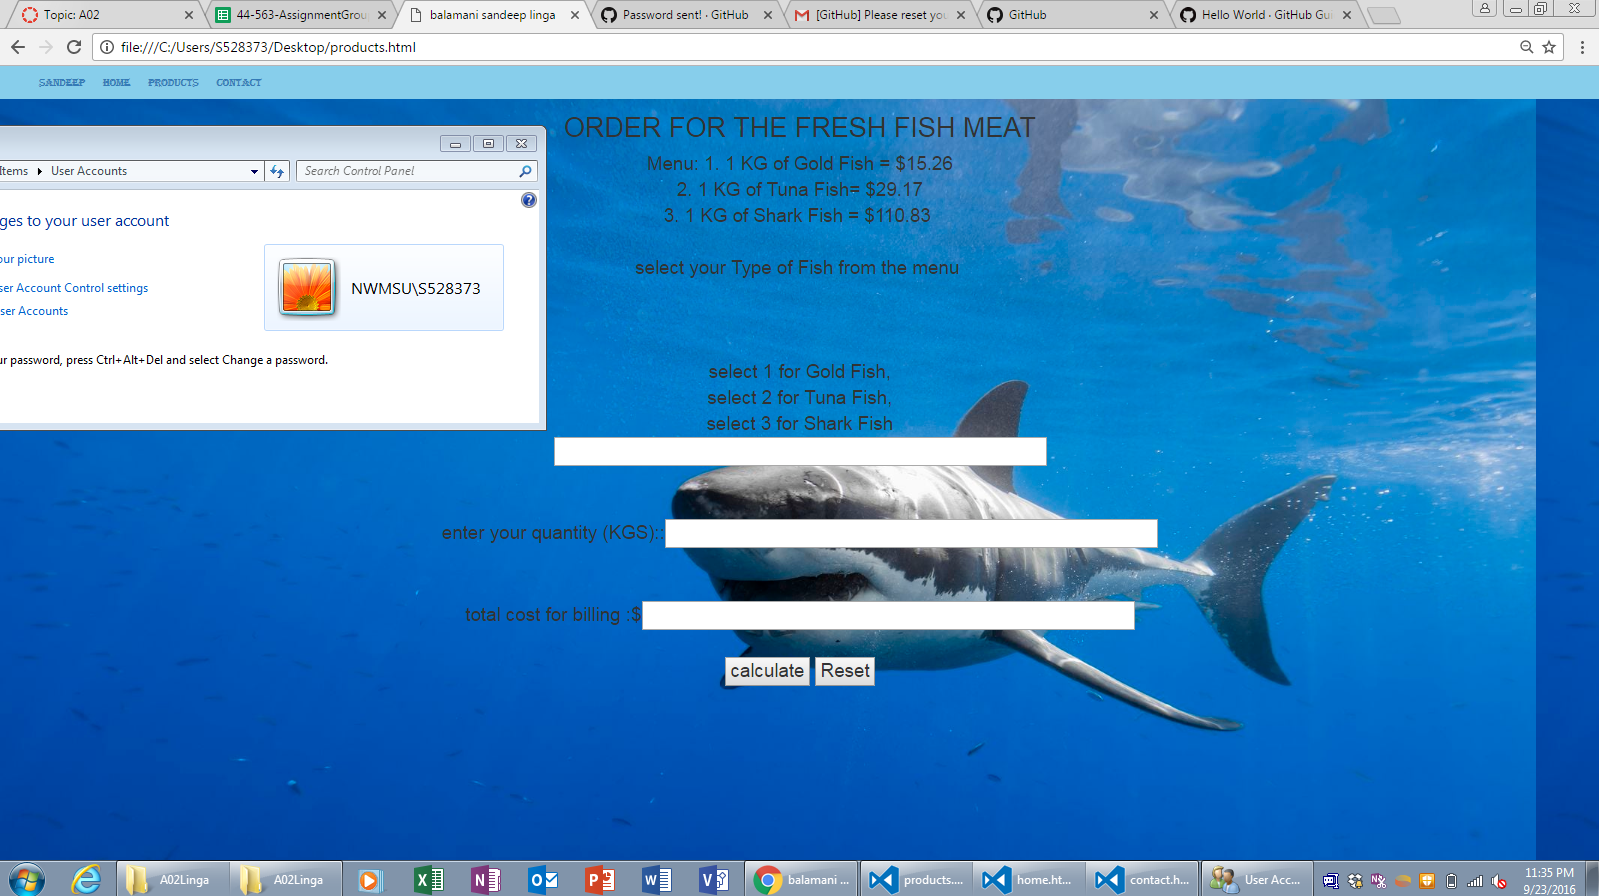 Topic: A02
44-563-AssignmentGrou
balamani sandeep linga
Password sent! · GitHub
[GitHub] Please reset you
GitHub
Hello World · GitHub Gui
file:///C:/Users/S528373/Desktop/products.html
SANDEEP HOME PRODUCTS CONTACT
ORDER FOR THE FRESH FISH MEAT
Menu: 1. 1 KG of Gold Fish = $15.26
2. 1 KG of Tuna Fish= $29.17
3. 1 KG of Shark Fish = $110.83
select your Type of Fish from the menu
select 1 for Gold Fish,
select 2 for Tuna Fish,
select 3 for Shark Fish
enter your quantity (KGS)::
total cost for billing :$
calculate Reset
Items User Accounts
Search Control Panel
ges to your user account
our picture
ser Account Control settings
ser Accounts
NWMSU\S528373
ur password, press Ctrl+Alt+Del and select Change a password.
A02Linga
A02Linga
balamani ...
products....
home.ht...
contact.h...
User Acc...
11:35 PM
9/23/2016